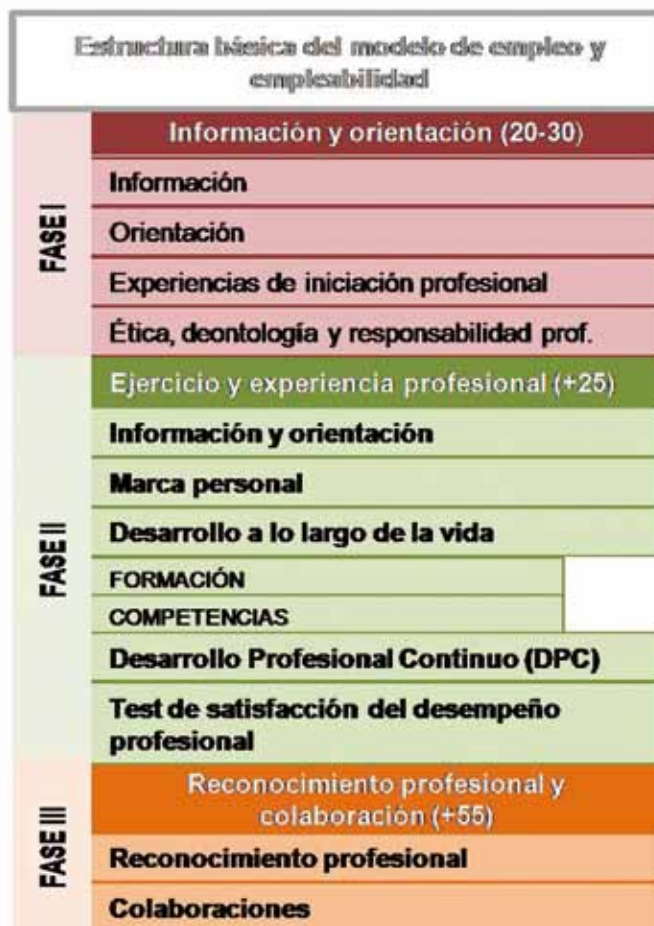 Estructura básica del modelo de empleo y
empleabilidad
FASE I
Información y orientación (20-30)
Información
Orientación
Experiencias de iniciación profesional
Ética, deontología y responsabilidad prof.
FASE II
Ejercicio y experiencia profesional (+25)
Información y orientación
Marca personal
Desarrollo a lo largo de la vida
FORMACIÓN
COMPETENCIAS
Desarrollo Profesional Continuo (DPC)
Test de satisfacción del desempeño
profesional
FASE III
Reconocimiento profesional y
colaboración (+55)
Reconocimiento profesional
Colaboraciones